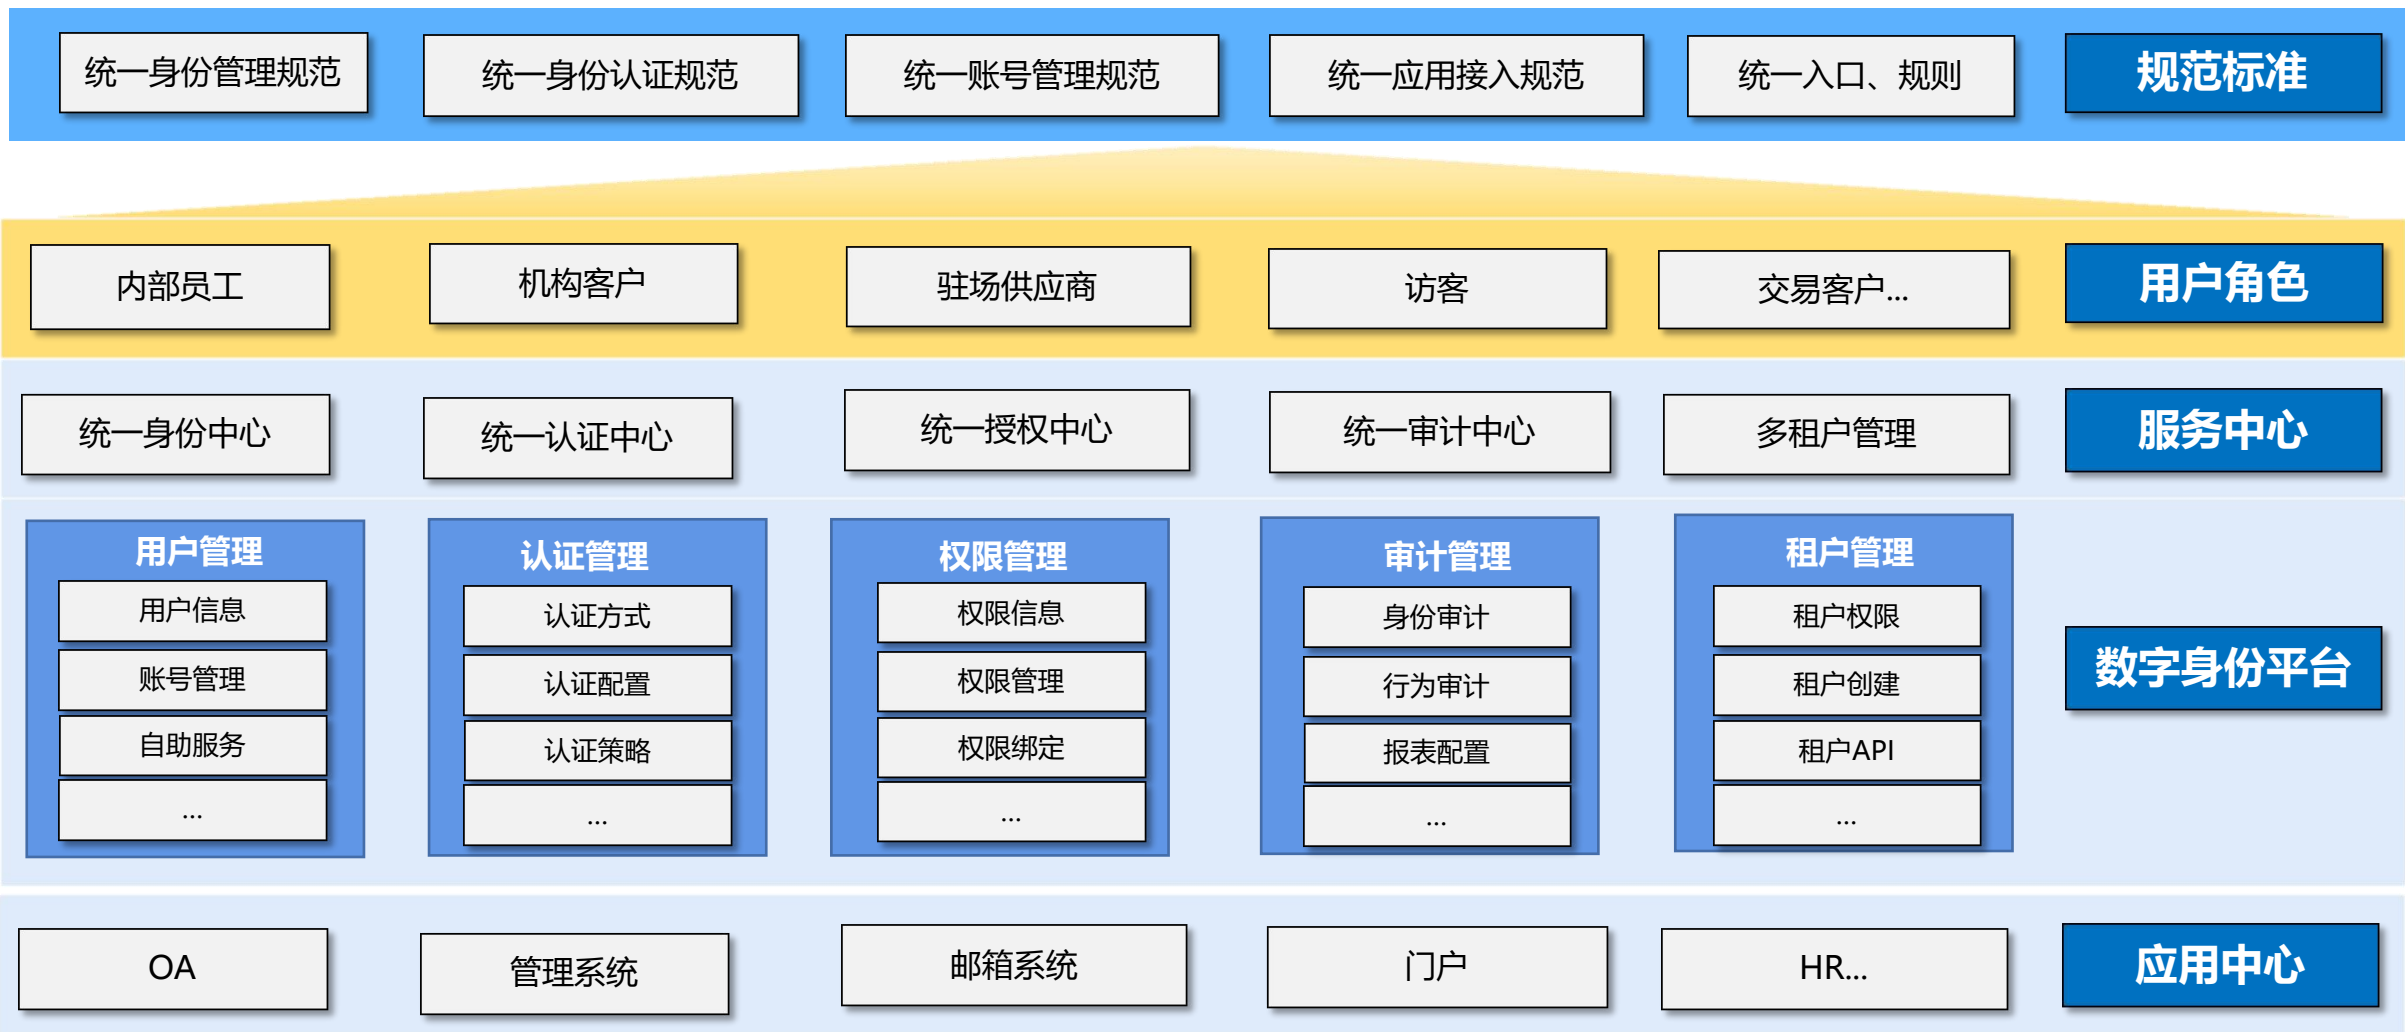 统一身份管理规范
统一身份认证规范
统一账号管理规范
统一应用接入规范
统一入口、规则
规范标准
内部员工
机构客户
驻场供应商
访客
交易客户...
用户角色
统一身份中心
统一认证中心
统一授权中心
统一审计中心
多租户管理
服务中心
用户管理
用户信息
账号管理
自助服务
...
认证管理
认证方式
认证配置
认证策略
...
权限管理
权限信息
权限管理
权限绑定
...
审计管理
身份审计
行为审计
报表配置
...
租户管理
租户权限
租户创建
租户API
...
数字身份平台
OA
管理系统
邮箱系统
门户
HR...
应用中心